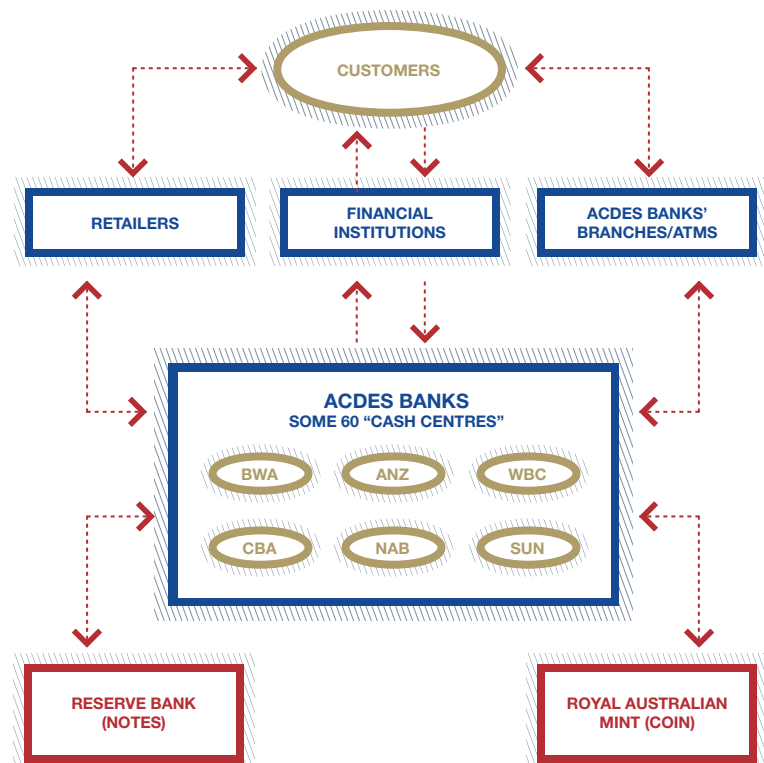 CUSTOMERS
RETAILERS
FINANCIAL
INSTITUTIONS
ACDES BANKS’
BRANCHES/ATMS
ACDES BANKS
SOME 60 “CASH CENTRES”
BWA
ANZ
WBC
CBA
NAB
SUN
RESERVE BANK
(NOTES)
ROYAL AUSTRALIAN
MINT (COIN)